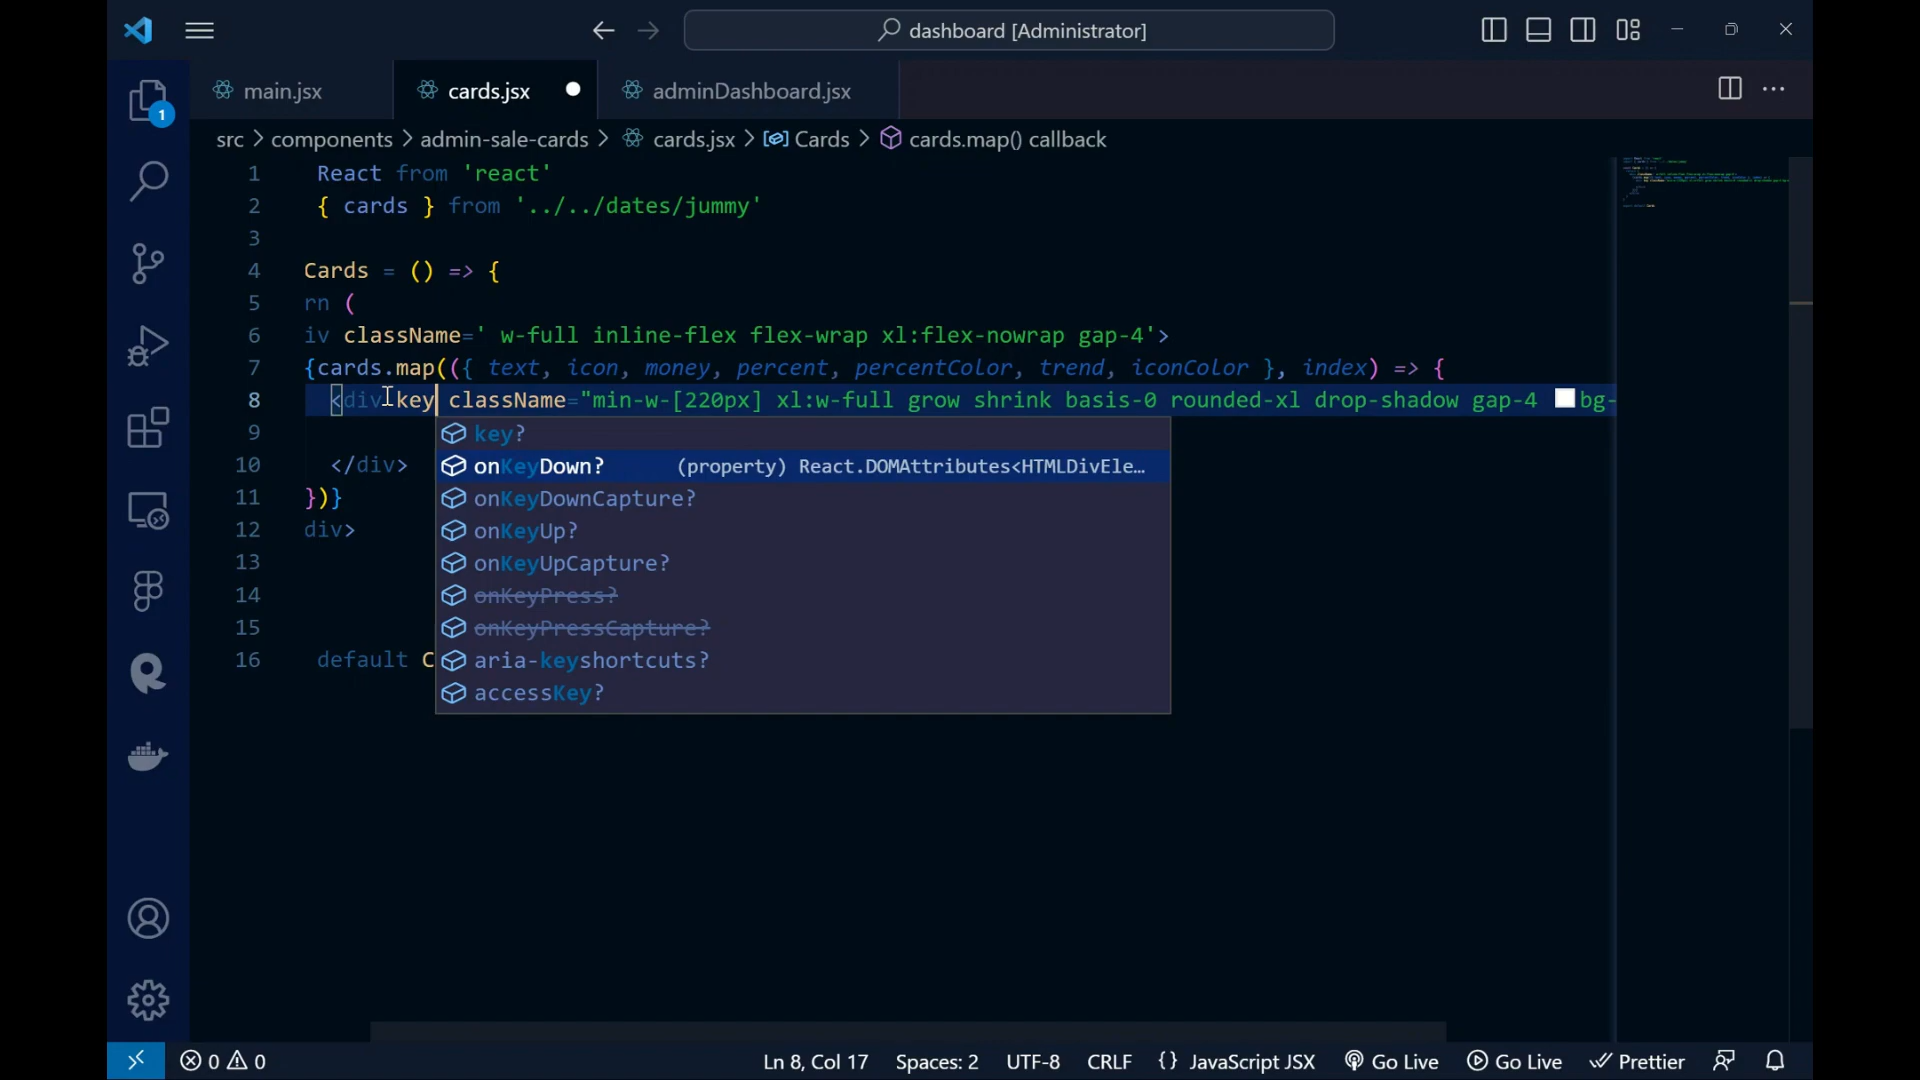 dashboard [Administrator]
main.jsx
cards.jsx
adminDashboard.jsx
1
src > components > admin-sale-cards > cards.jsx > Cards > cards.map() callback
1 React from 'react'
2 { cards } from '../../dates/jummy'
3
4 Cards = () => {
5 rn (
6 iv className=' w-full inline-flex flex-wrap xl:flex-nowrap gap-4'>
7 {cards.map(({ text, icon, money, percent, percentColor, trend, iconColor }, index) => {
8 <div key className="min-w-[220px] xl:w-full grow shrink basis-0 rounded-xl drop-shadow gap-4 bg-
9
key?
10 </div>
onKeyDown? (property) React.DOMAttributes<HTMLDivEle…
11 })}
onKeyDownCapture?
12 div>
onKeyUp?
13
onKeyUpCapture?
14
onKeyPress?
15
onKeyPressCapture?
16 default C
aria-keyshortcuts?
accessKey?
0 0
Ln 8, Col 17
Spaces: 2
UTF-8
CRLF
{} JavaScript JSX
Go Live
Go Live
Prettier